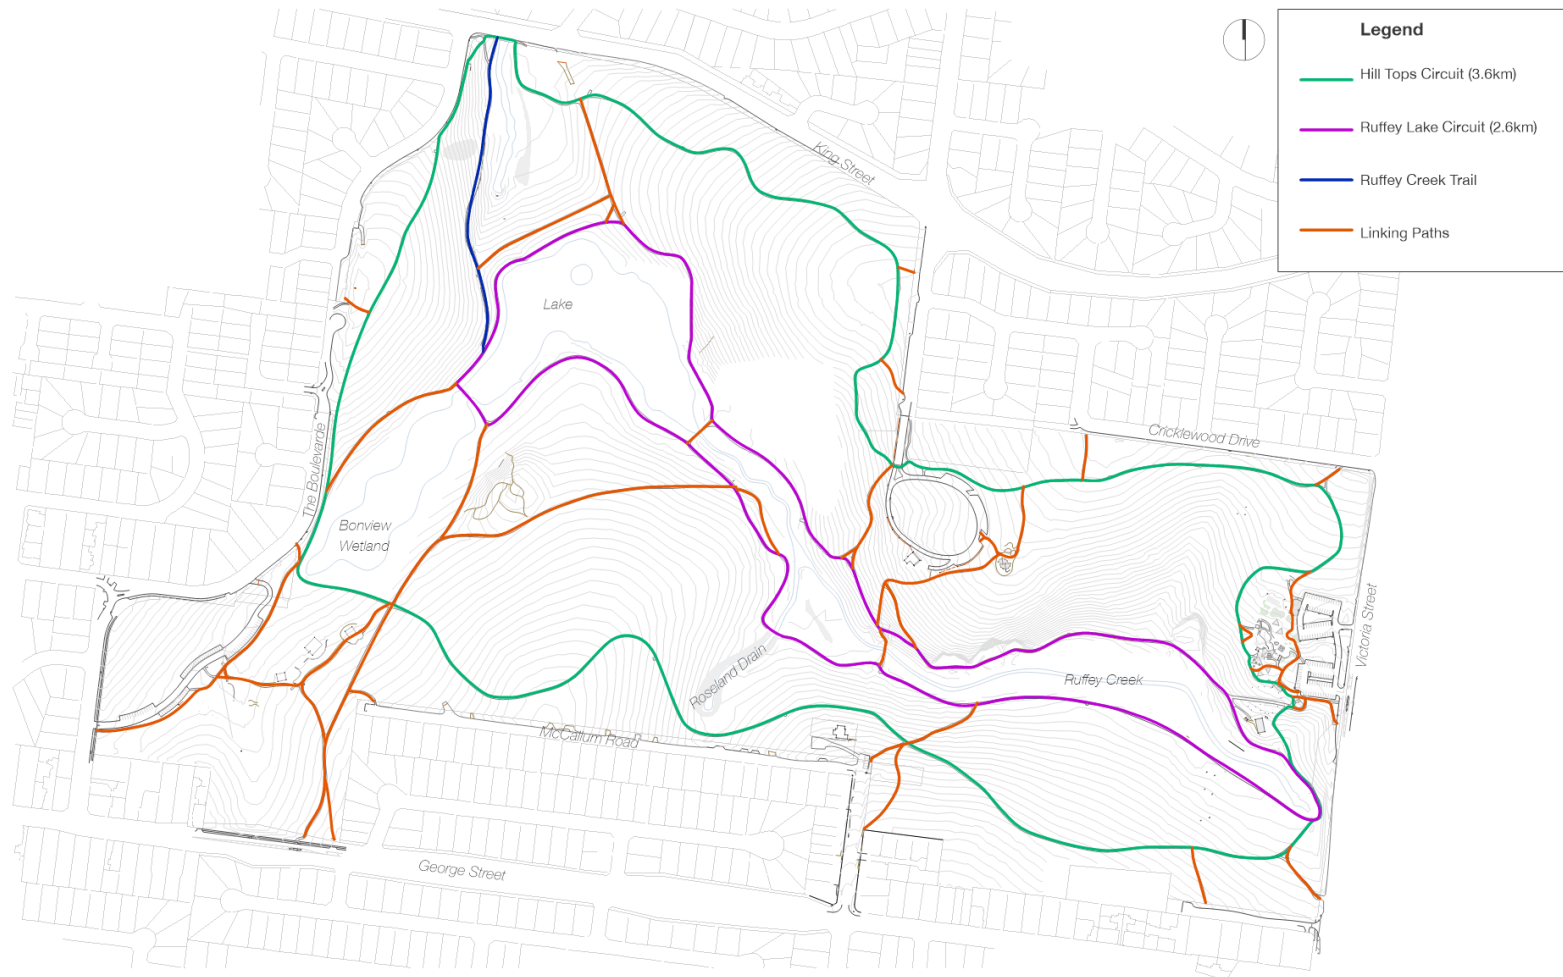 Legend
Hill Tops Circuit (3.6km)
Ruffey Lake Circuit (2.6km)
Ruffey Creek Trail
Linking Paths
King Street
Lake
The Boulevarde
Cricklewood Drive
Bonview
Wetland
Victoria Street
Roseland Drain
Ruffey Creek
McCallum Road
George Street